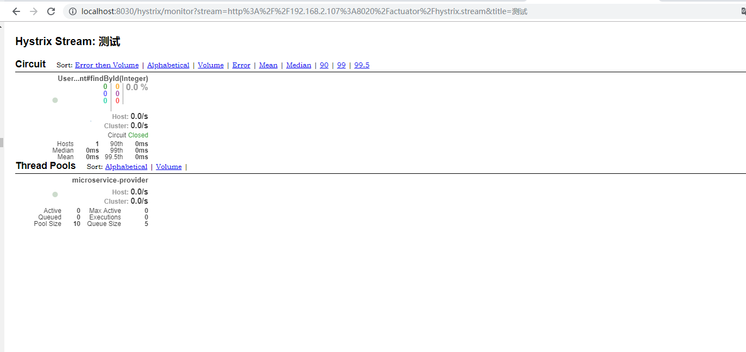 localhost:8030/hystrix/monitor?stream=http%3A%2F%2F192.168.2.107%3A8020%2Factuator%2Fhystrix.stream&title=测试
Hystrix Stream: 测试
Circuit Sort: Error then Volume | Alphabetical | Volume | Error | Mean | Median | 90 | 99 | 99.5
User...nt#findById(Integer)
0 0 0.0 %
0 0
0 0
Host: 0.0/s
Cluster: 0.0/s
Circuit Closed
Hosts 1 90th 0ms
Median 0ms 99th 0ms
Mean 0ms 99.5th 0ms
Thread Pools Sort: Alphabetical | Volume |
microservice-provider
Host: 0.0/s
Cluster: 0.0/s
Active 0 Max Active 0
Queued 0 Executions 0
Pool Size 10 Queue Size 5